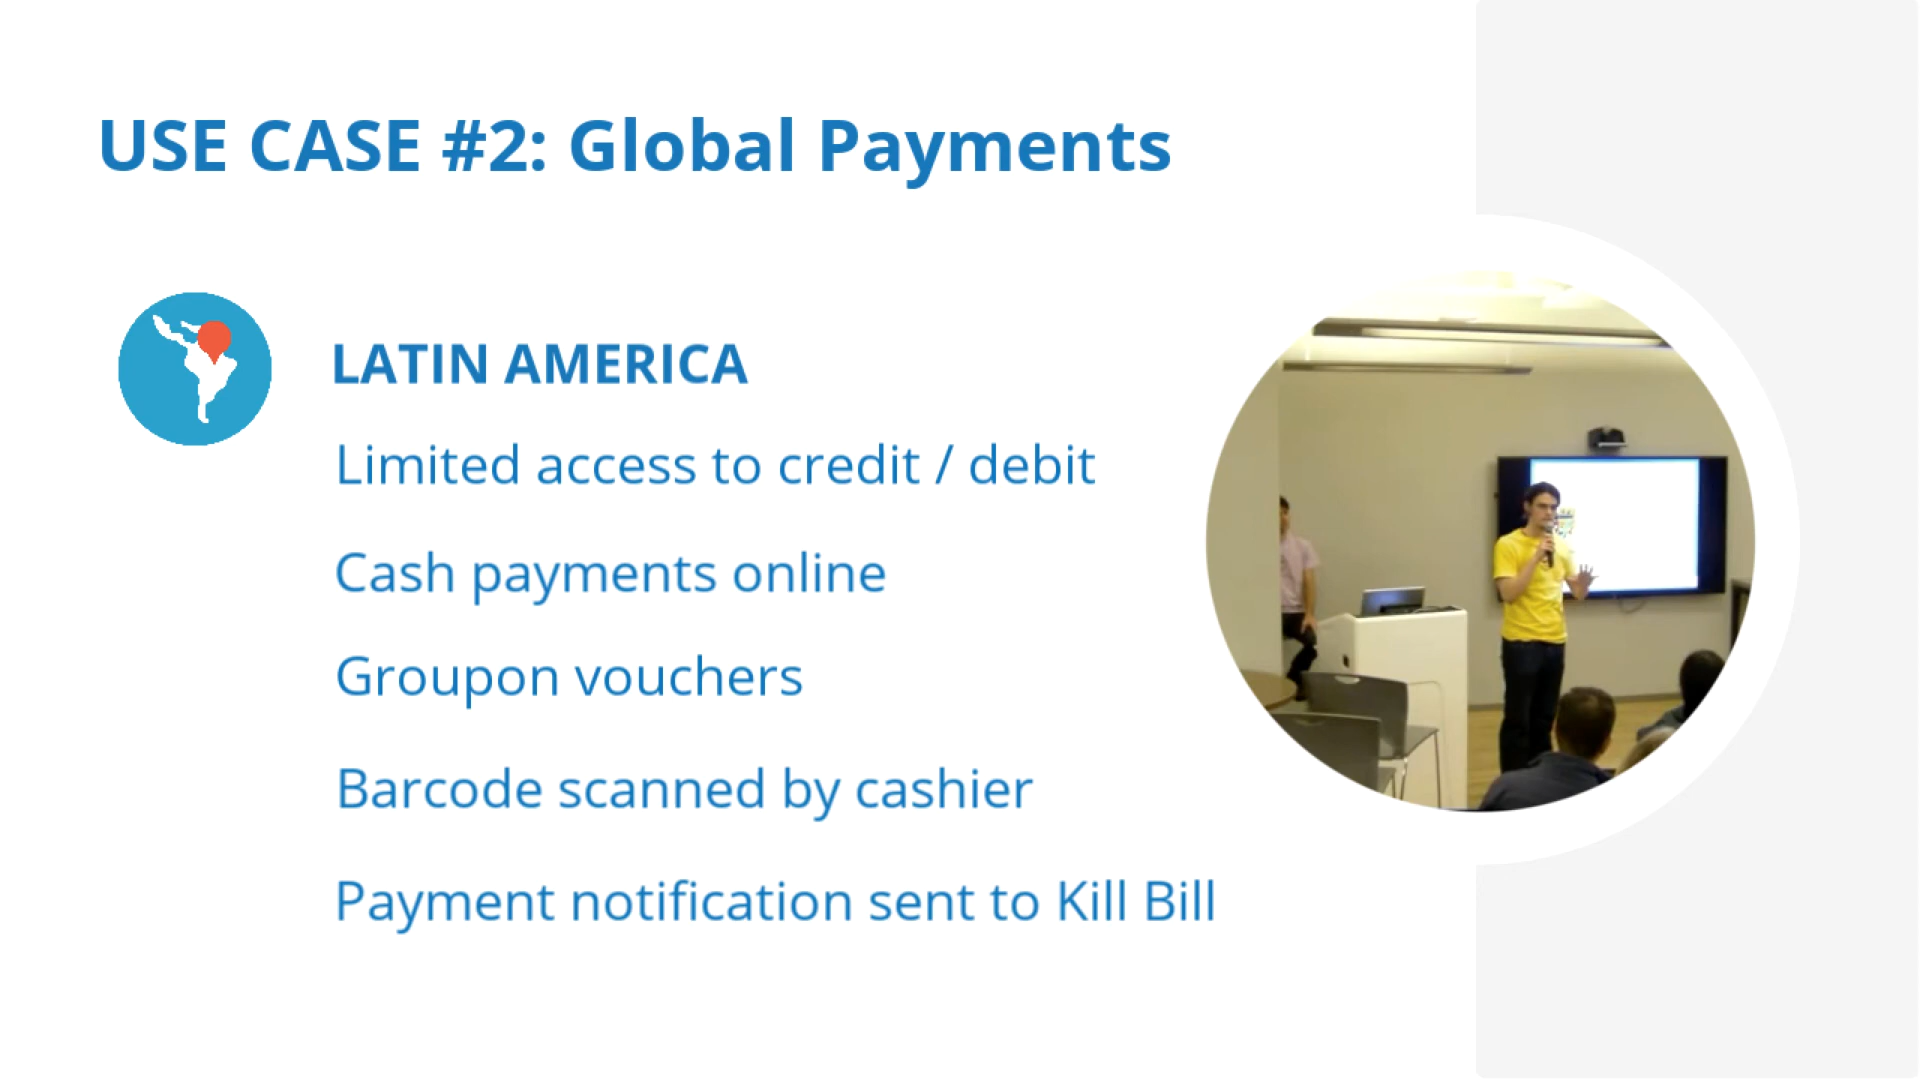 USE CASE #2: Global Payments
LATIN AMERICA
Limited access to credit / debit
Cash payments online
Groupon vouchers
Barcode scanned by cashier
Payment notification sent to Kill Bill